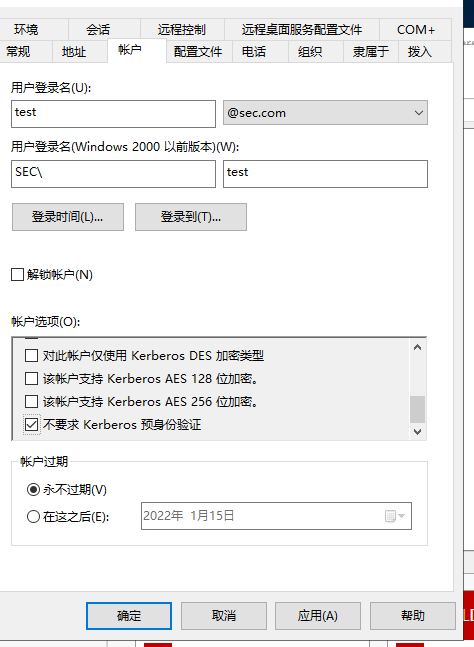 环境 会话 远程控制 远程桌面服务配置文件 COM+
常规 地址 帐户 配置文件 电话 组织 隶属于 拨入
用户登录名(U):
test @sec.com
用户登录名(Windows 2000 以前版本)(W):
SEC\ test
登录时间(L)... 登录到(T)...
解锁帐户(N)
帐户选项(O):
对此帐户仅使用 Kerberos DES 加密类型
该帐户支持 Kerberos AES 128 位加密。
该帐户支持 Kerberos AES 256 位加密。
不要求 Kerberos 预身份验证
帐户过期
永不过期(V)
在这之后(E): 2022年 1月15日
确定 取消 应用(A) 帮助